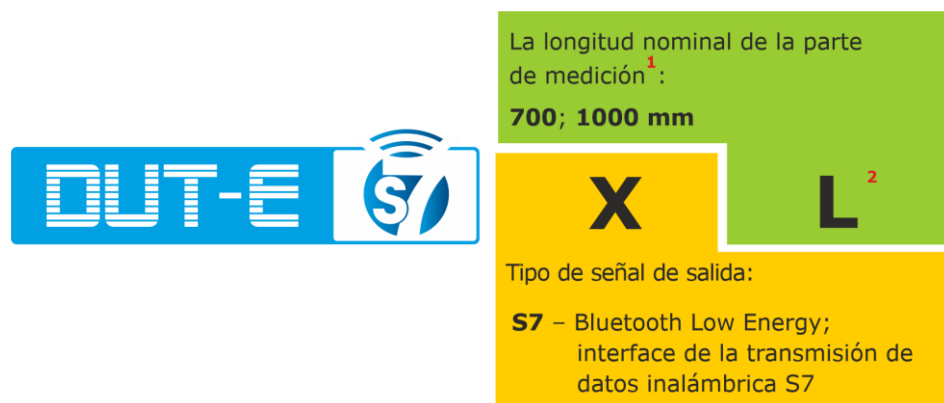 DUT-E S7
La longitud nominal de la parte
de medición1:
700; 1000 mm
X L 2
Tipo de señal de salida:
S7 – Bluetooth Low Energy;
interface de la transmisión de
datos inalámbrica S7